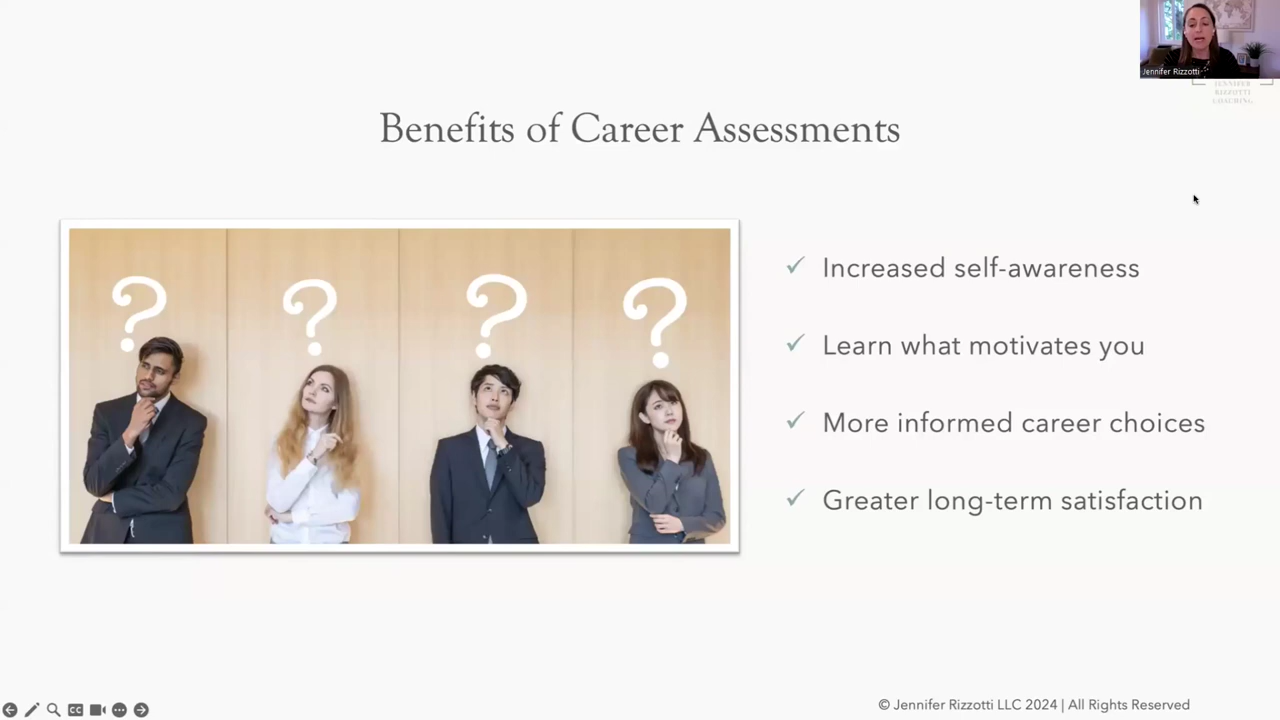 Jennifer Rizzotti
JENNIFER
RIZZOTTI
COACHING
Benefits of Career Assessments
? ? ? ?
✓ Increased self-awareness
✓ Learn what motivates you
✓ More informed career choices
✓ Greater long-term satisfaction
CC
© Jennifer Rizzotti LLC 2024 | All Rights Reserved